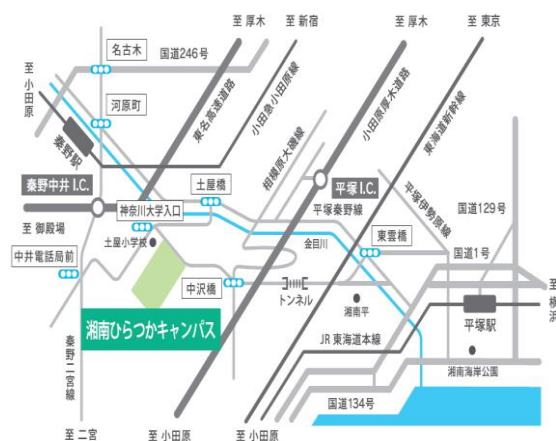 至 厚木
至 新宿
至 厚木
至 東京
名古木
国道246号
至 小田原
河原町
東名高速道路
小田急小田原線
相模原大磯線
小田原厚木道路
東海道新幹線
秦野駅
秦野中井 I.C.
土屋橋
平塚 I.C.
平塚伊勢原線
国道129号
至 御殿場
神奈川大学入口
平塚秦野線
土屋小学校
金目川
東雲橋
国道1号
中井電話局前
中沢橋
トンネル
湘南平
平塚駅
至 横浜
湘南ひらつかキャンパス
JR東海道本線
湘南海岸公園
秦野二宮線
国道134号
至 二宮
至 小田原
至 小田原